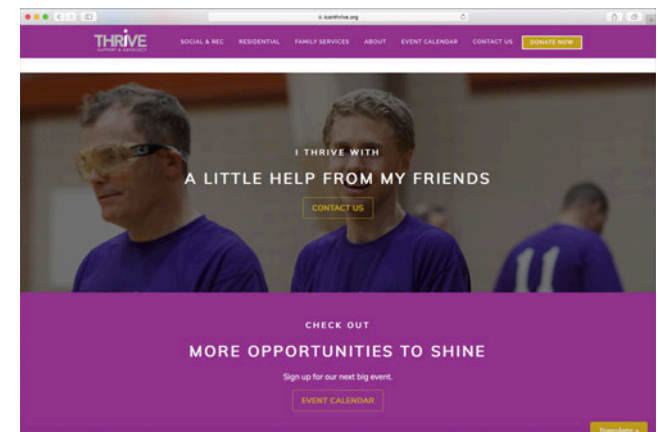 icanthrive.org
THRIVE
SUPPORT & ADVOCACY
SOCIAL & REC RESIDENTIAL FAMILY SERVICES ABOUT EVENT CALENDAR CONTACT US DONATE NOW
I THRIVE WITH
A LITTLE HELP FROM MY FRIENDS
CONTACT US
11
CHECK OUT
MORE OPPORTUNITIES TO SHINE
Sign up for our next big event.
EVENT CALENDAR
Translate »